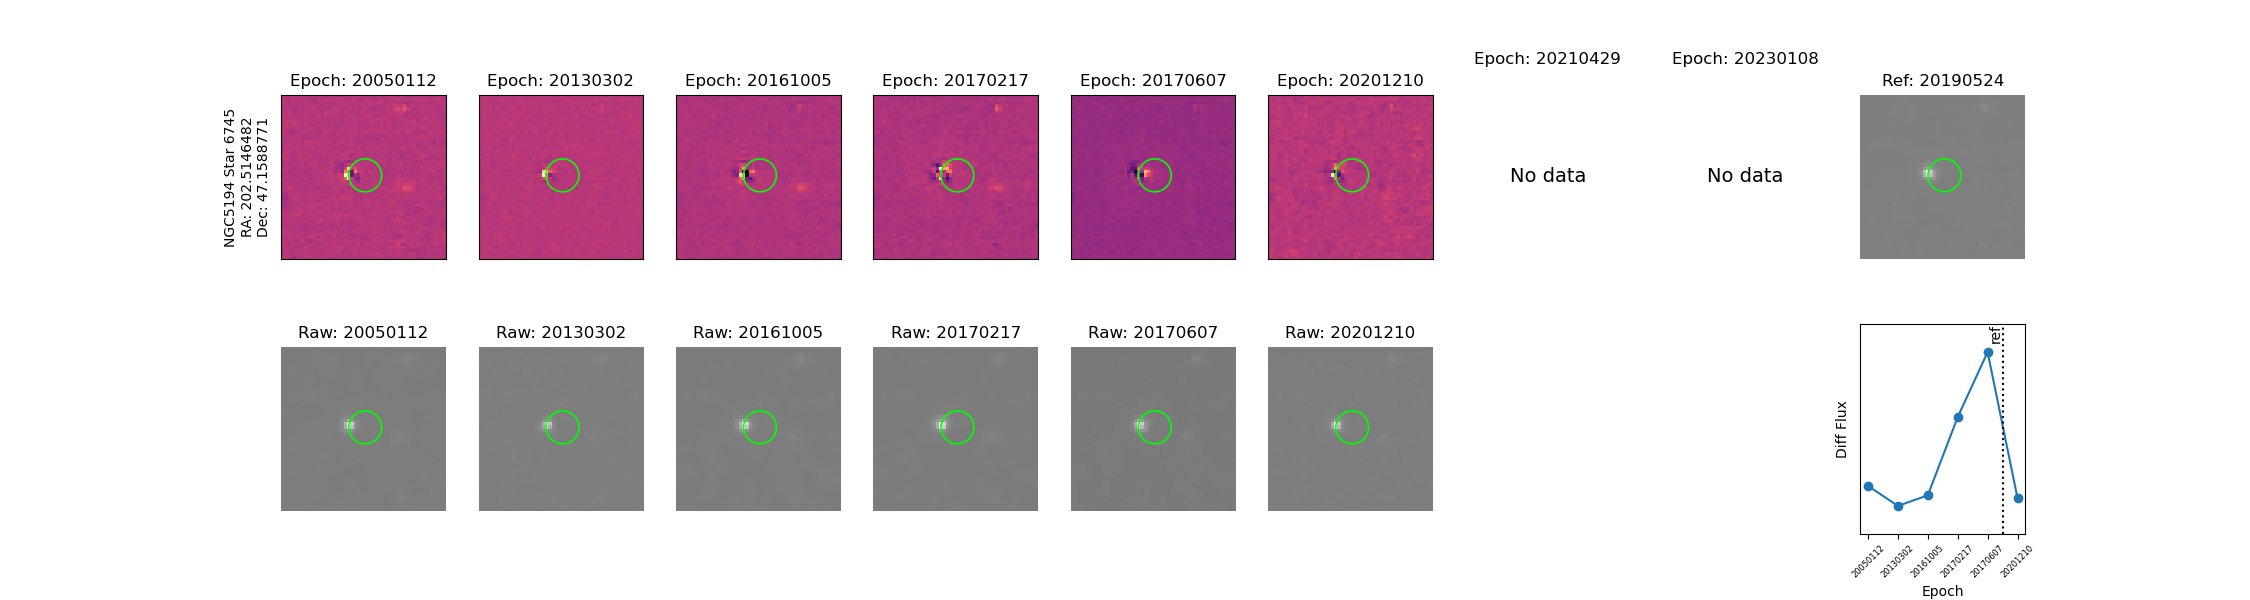 Epoch: 20050112
Epoch: 20130302
Epoch: 20161005
Epoch: 20170217
Epoch: 20170607
Epoch: 20201210
Epoch: 20210429
Epoch: 20230108
Ref: 20190524
NGC5194 Star 6745
RA: 202.5146482
Dec: 47.1588771
No data
No data
Raw: 20050112
Raw: 20130302
Raw: 20161005
Raw: 20170217
Raw: 20170607
Raw: 20201210
ref
Diff Flux
20050112
20130302
20161005
20170217
20170607
20201210
Epoch